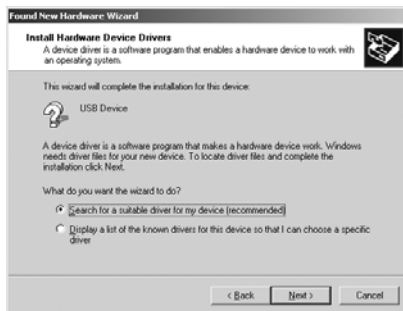 Found New Hardware Wizard
Install Hardware Device Drivers
A device driver is a software program that enables a hardware device to work with
an operating system.
This wizard will complete the installation for this device:
USB Device
A device driver is a software program that makes a hardware device work. Windows
needs driver files for your new device. To locate driver files and complete the
installation click Next.
What do you want the wizard to do?
Search for a suitable driver for my device (recommended)
Display a list of the known drivers for this device so that I can choose a specific
driver
< Back Next > Cancel